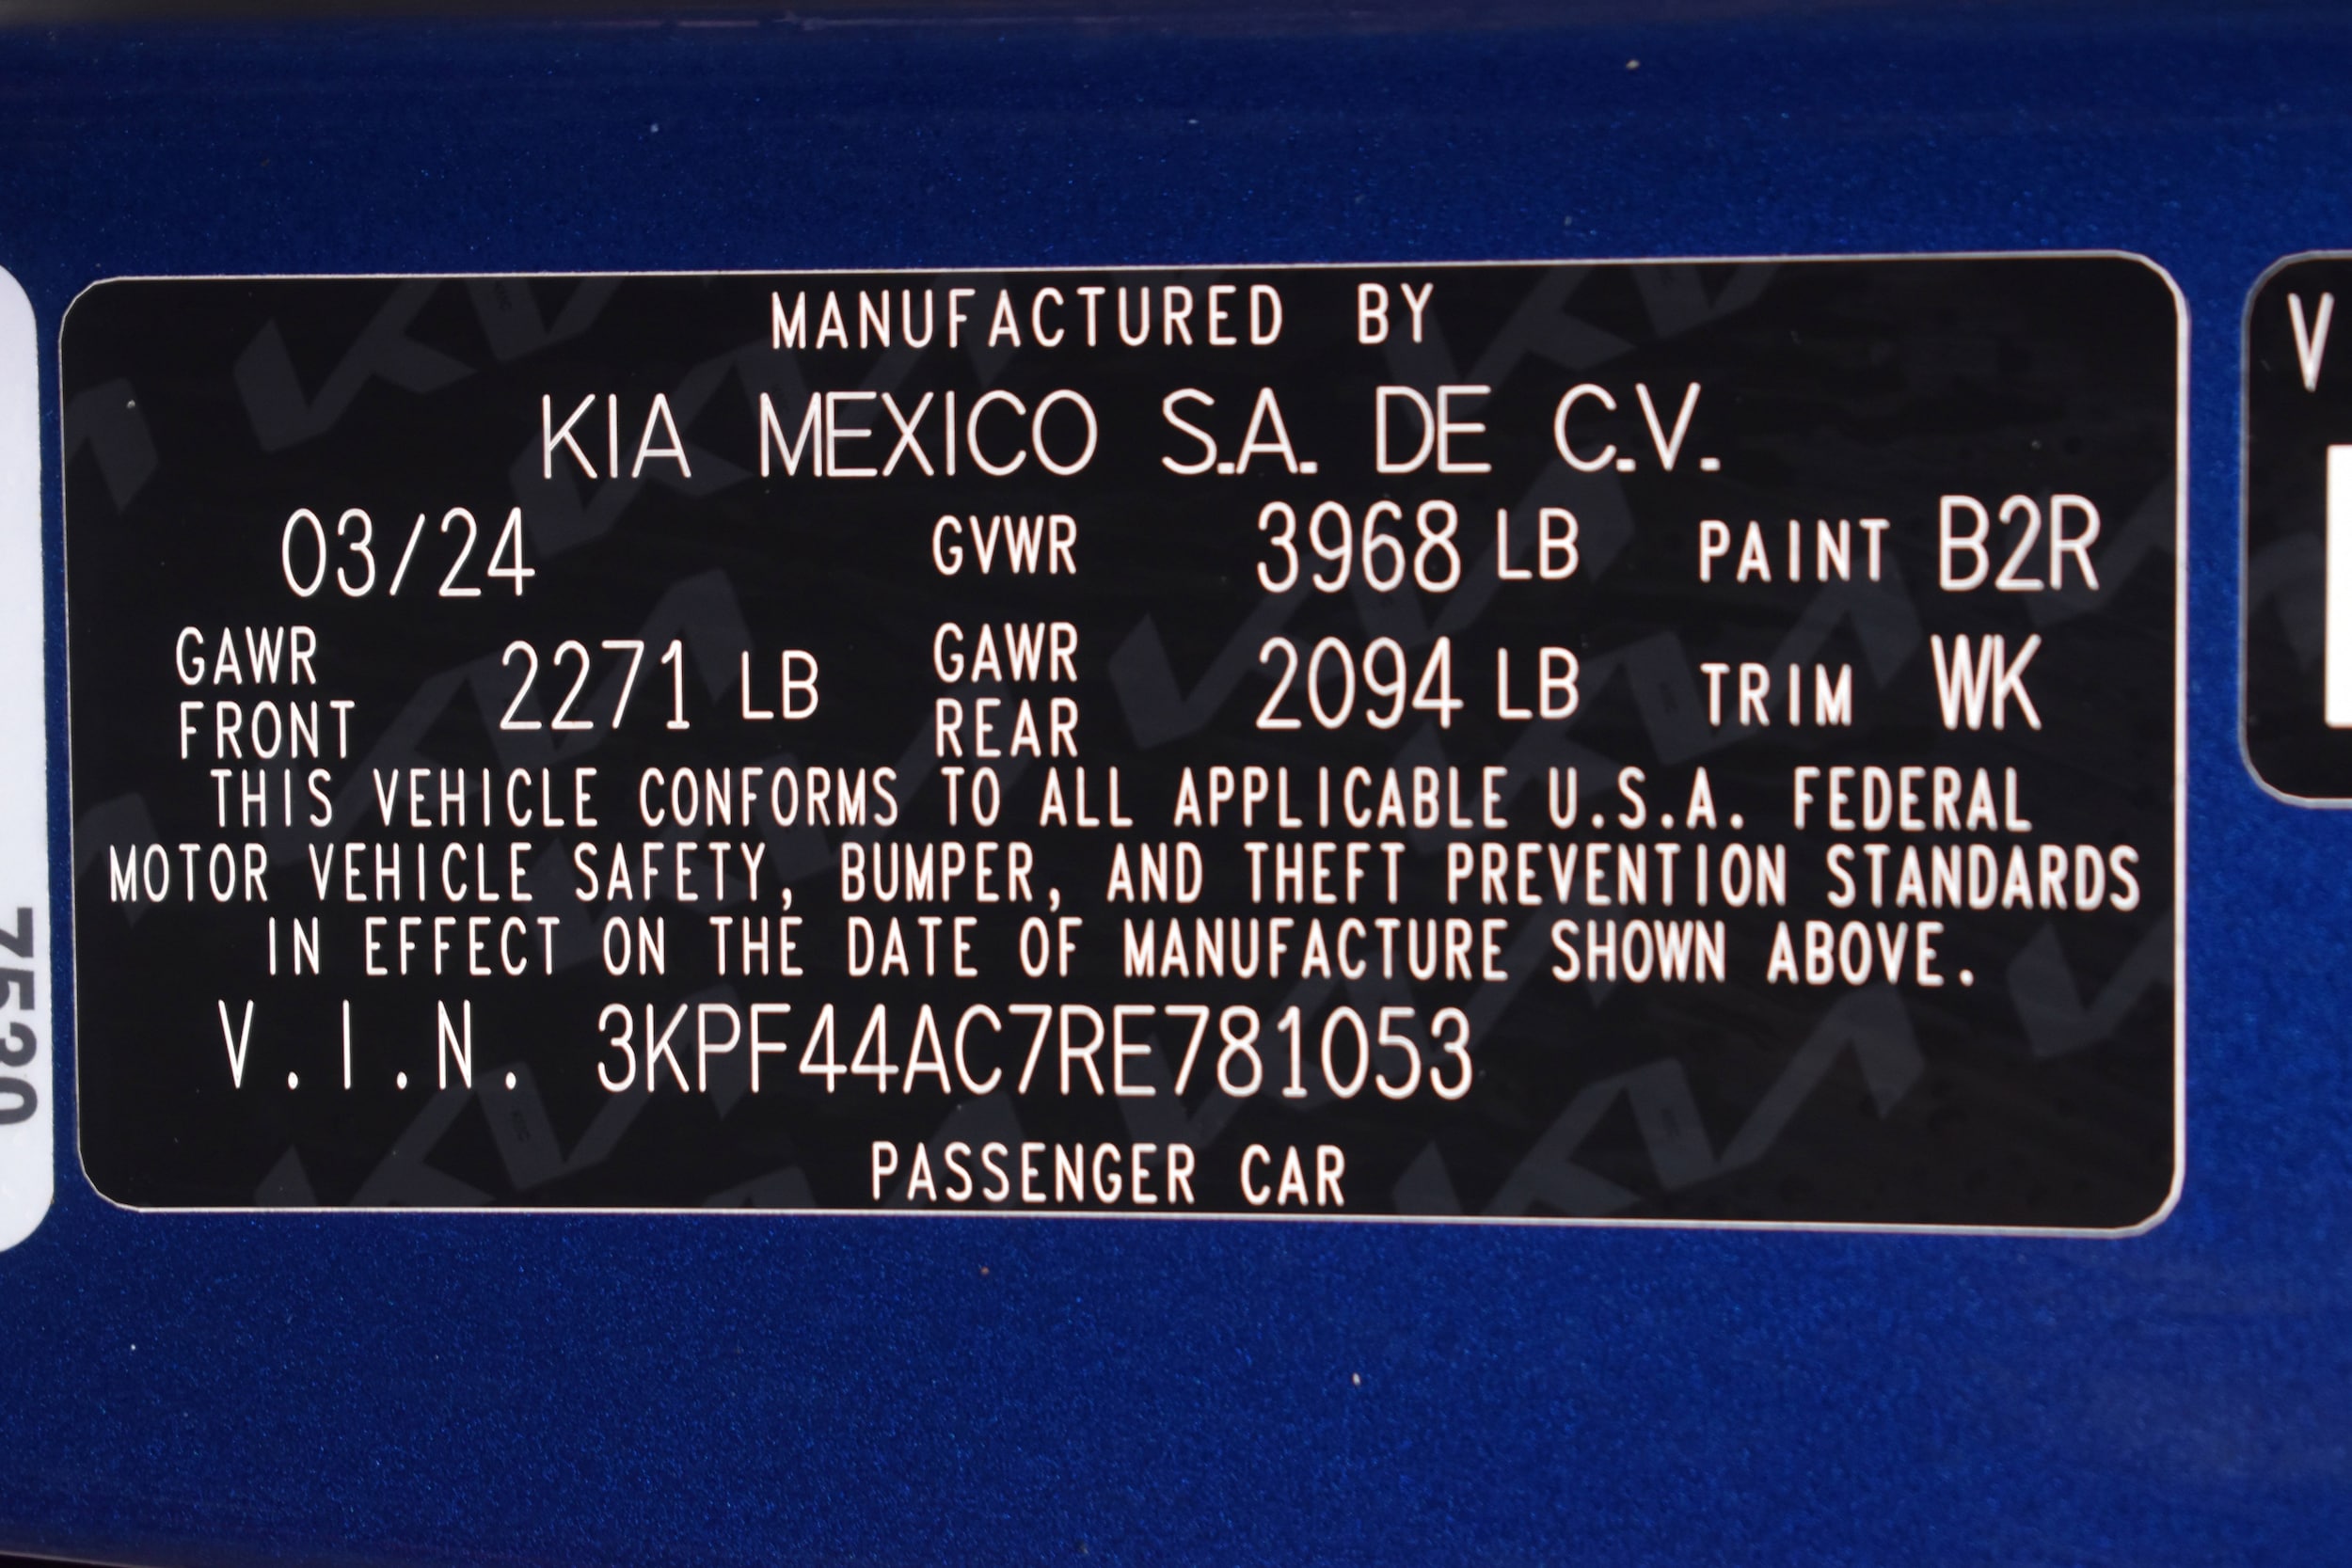 MANUFACTURED BY
KIA MEXICO S.A. DE C.V.
03/24 GVWR 3968 LB PAINT B2R
GAWR FRONT 2271 LB GAWR REAR 2094 LB TRIM WK
THIS VEHICLE CONFORMS TO ALL APPLICABLE U.S.A. FEDERAL
MOTOR VEHICLE SAFETY, BUMPER, AND THEFT PREVENTION STANDARDS
IN EFFECT ON THE DATE OF MANUFACTURE SHOWN ABOVE.
V.I.N. 3KPF44AC7RE781053
PASSENGER CAR
7530
V